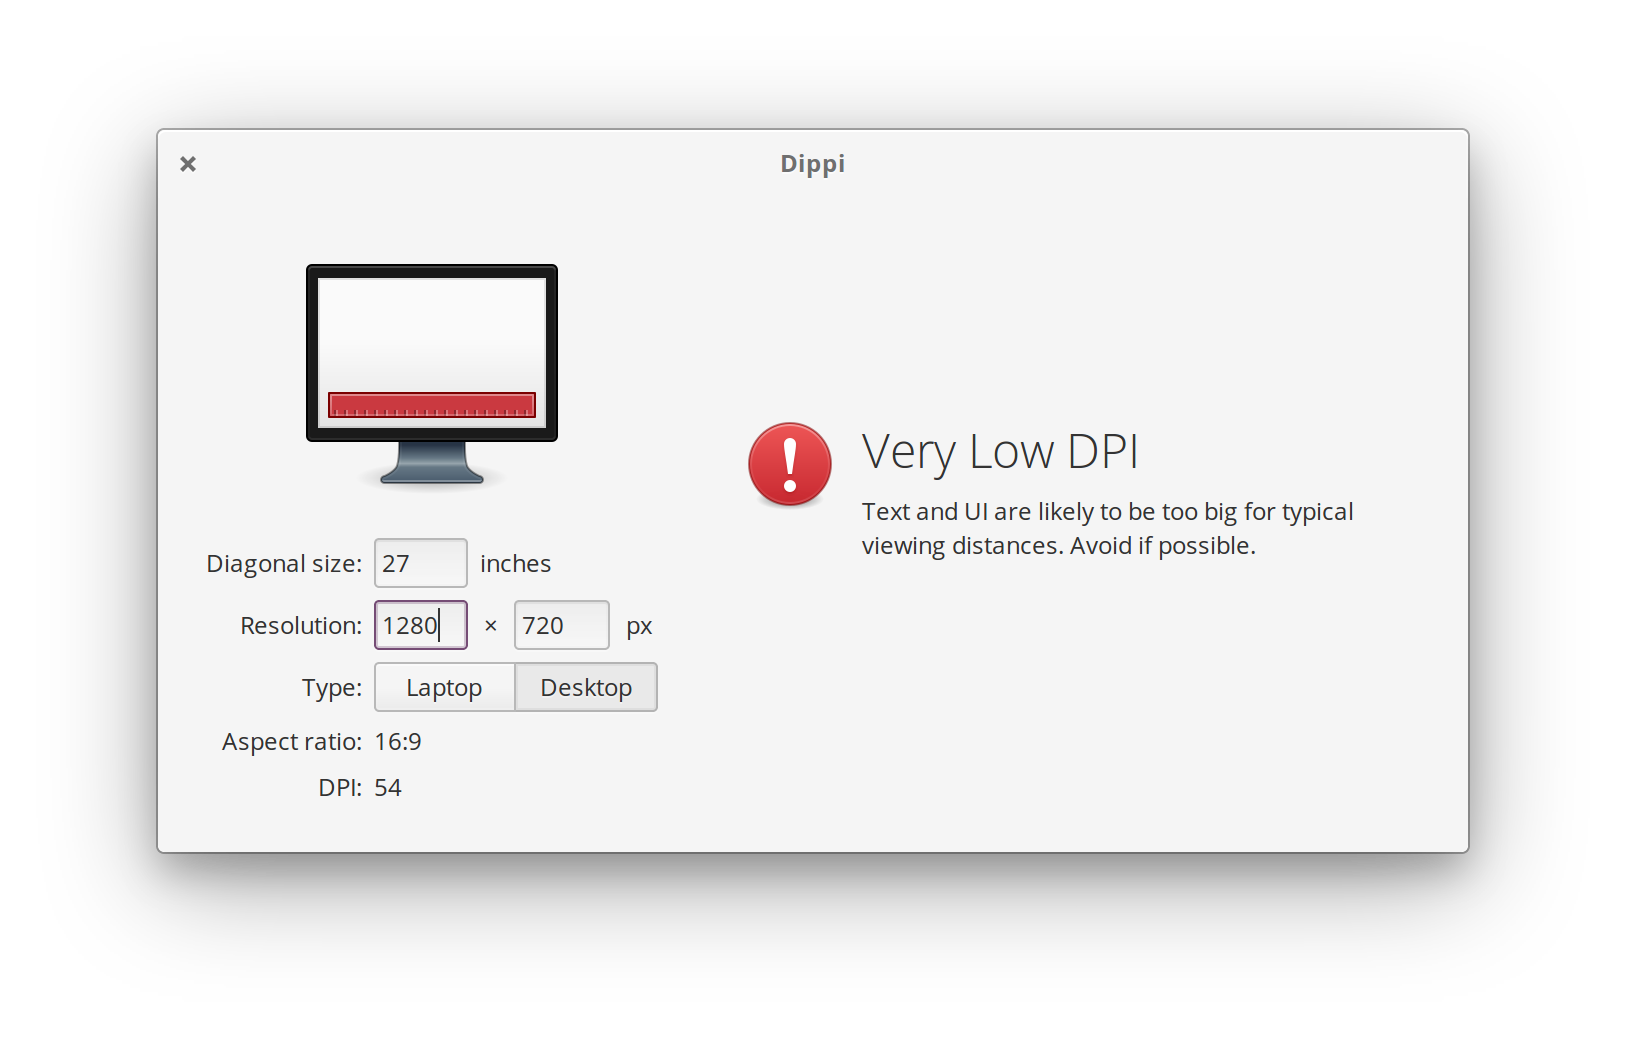 Dippi
Diagonal size: 27 inches
Resolution: 1280 × 720 px
Type: Laptop Desktop
Aspect ratio: 16:9
DPI: 54
Very Low DPI
Text and UI are likely to be too big for typical
viewing distances. Avoid if possible.